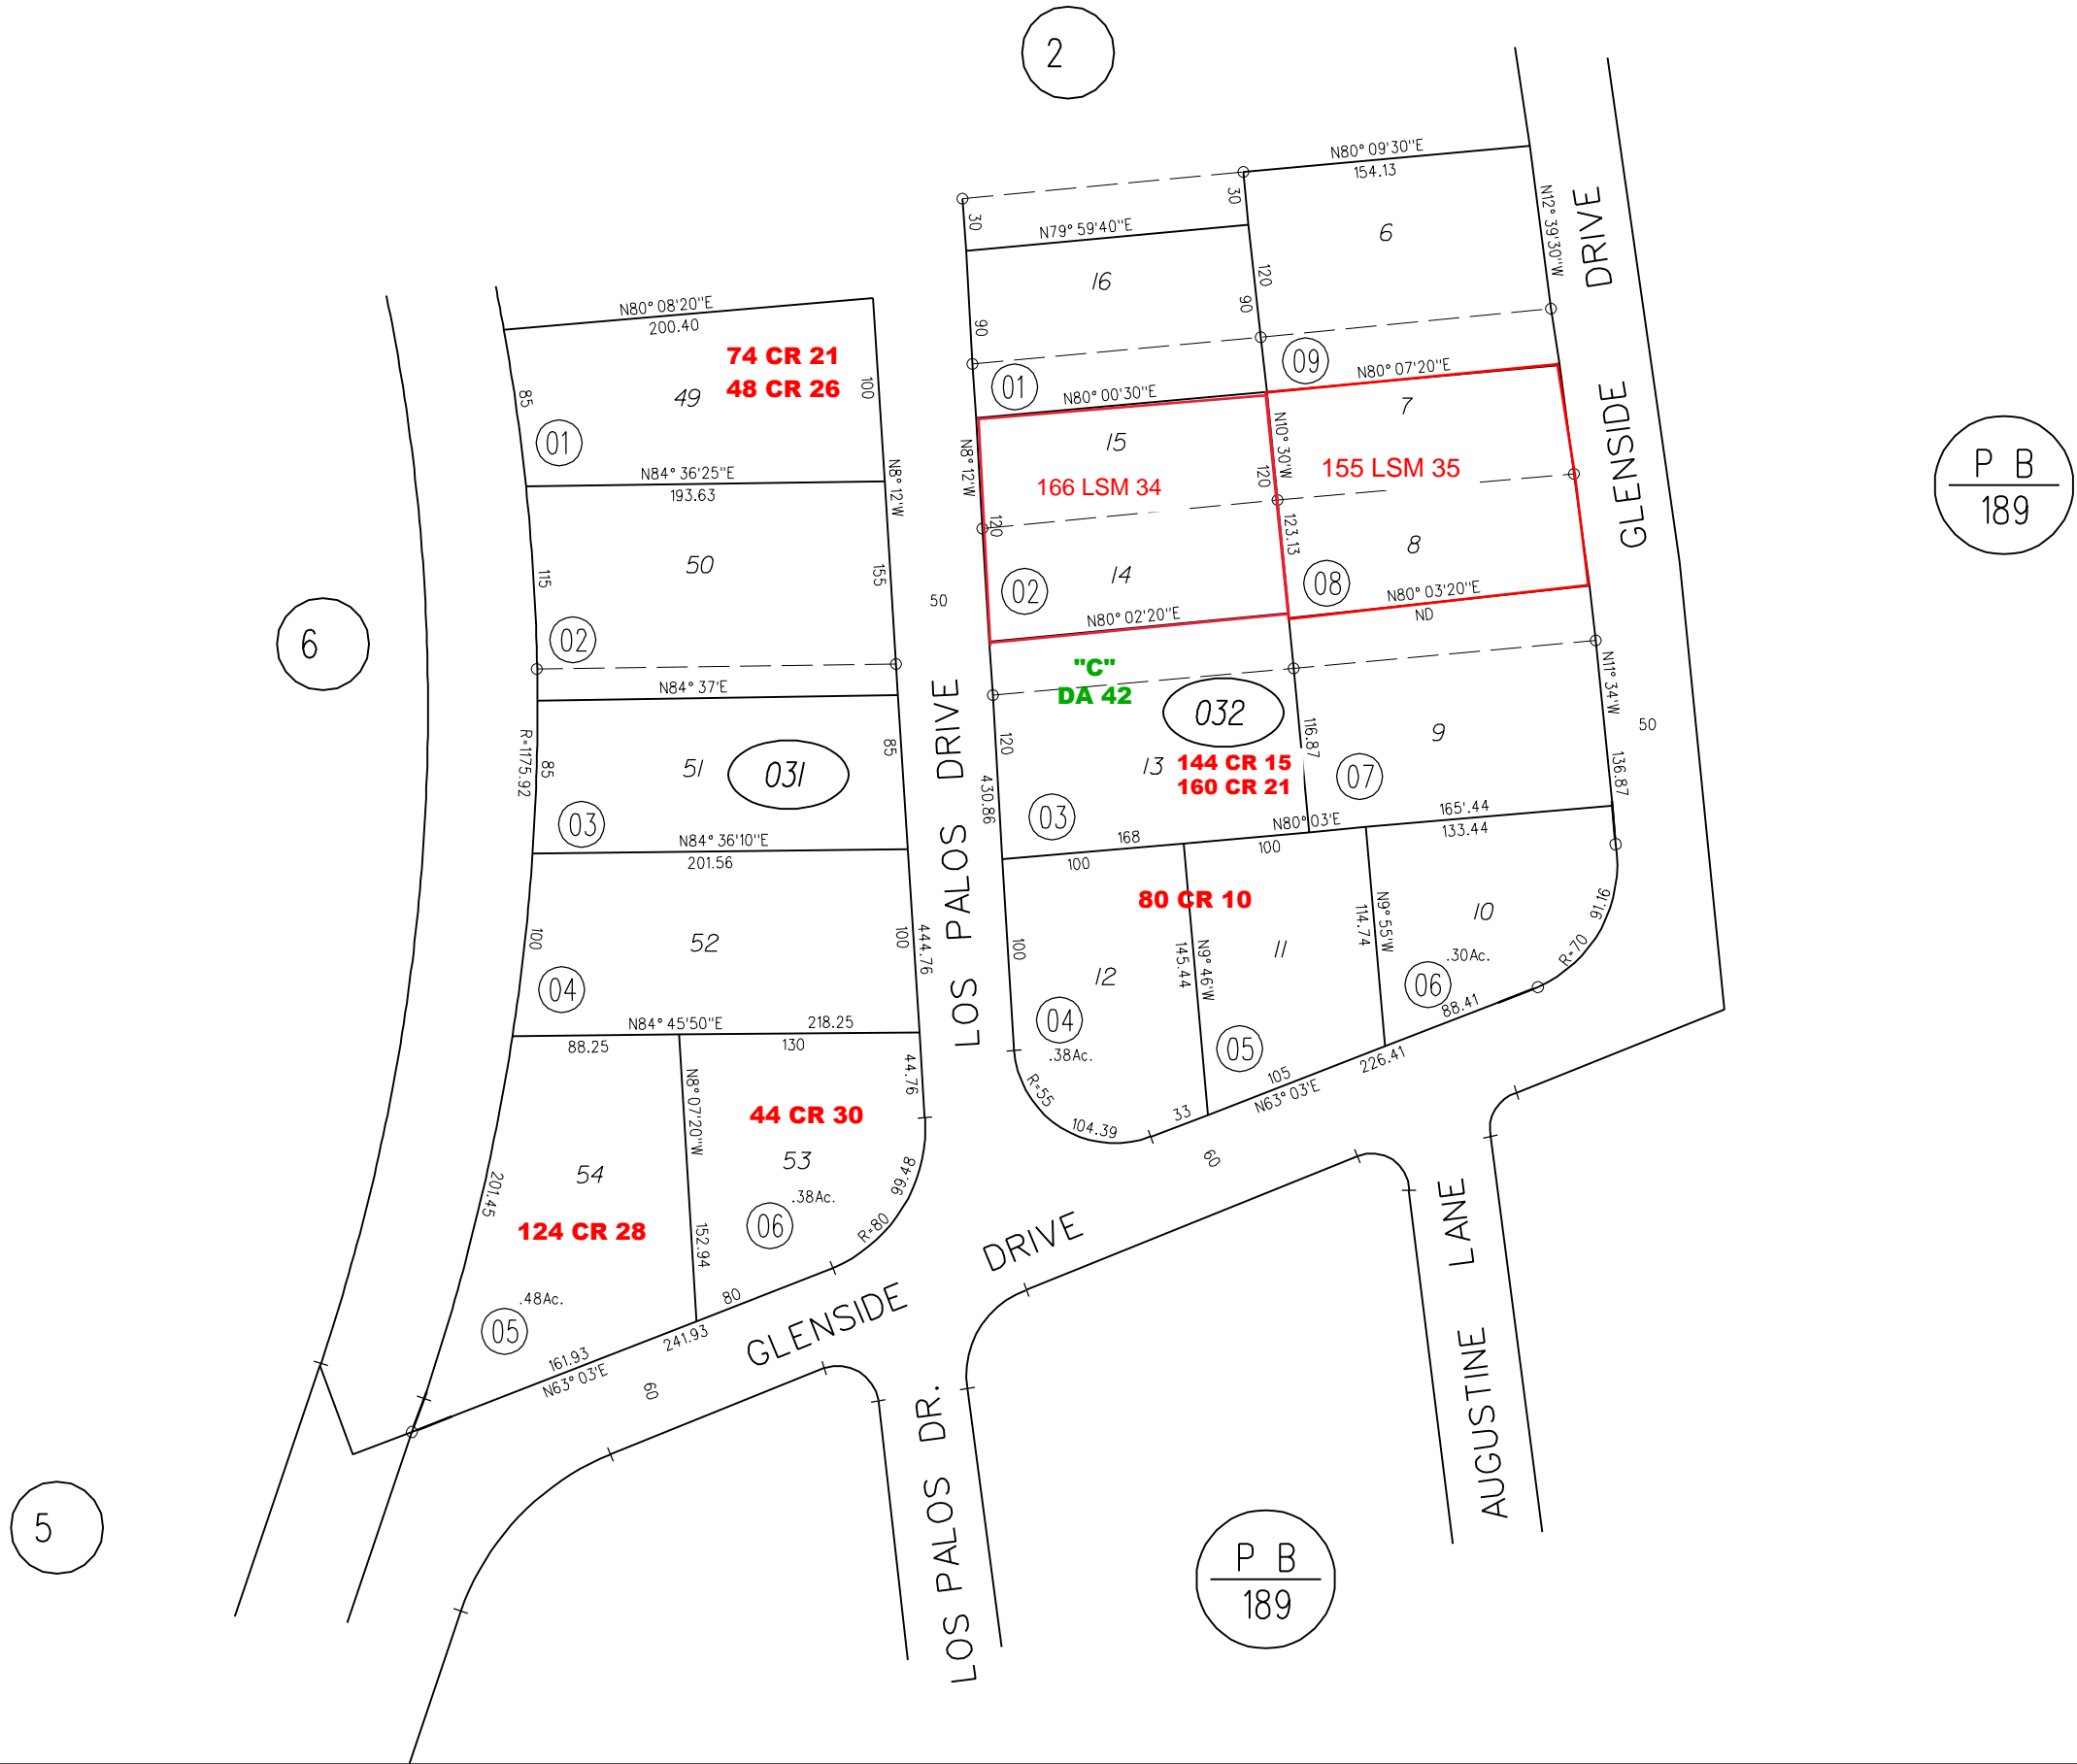 2
N80° 09'30"E
154.13
30
30
N79° 59'40"E
6
N12° 39'30"W
DRIVE
16
120
90
90
N80° 08'20"E
200.40
74 CR 21
48 CR 26
49
85
100
01
01
09
N80° 00'30"E
N80° 07'20"E
7
15
N8° 12'W
N10° 30'W
120
166 LSM 34
155 LSM 35
GLENSIDE
P B
189
N84° 36'25"E
193.63
N8° 12'W
120
123.13
50
115
155
50
8
14
02
08
N80° 03'20"E
ND
N80° 02'20"E
6
02
N84° 37'E
"C"
DA 42
N11° 34'W
032
50
R=1175.92
85
51
031
85
DRIVE
120
430.86
13
144 CR 15
160 CR 21
116.87
9
07
136.87
03
03
N84° 36'10"E
201.56
168
N80° 03'E
165'.44
133.44
100
100
LOS PALOS
80 CR 10
100
52
100
444.76
04
100
12
145.44
N9° 46'W
11
114.74
N9° 55'W
10
91.16
R=70
.30Ac.
06
88.41
04
.38Ac.
05
N84° 45'50"E
218.25
88.25
130
44.76
R=55
104.39
33
105
N63° 03'E
226.41
60
N8° 07'20"W
44 CR 30
53
.38Ac.
06
99.48
R=80
54
124 CR 28
201.45
152.94
.48Ac.
05
80
161.93
N63° 03'E
241.93
60
GLENSIDE DRIVE
AUGUSTINE LANE
LOS PALOS DR.
5
P B
189